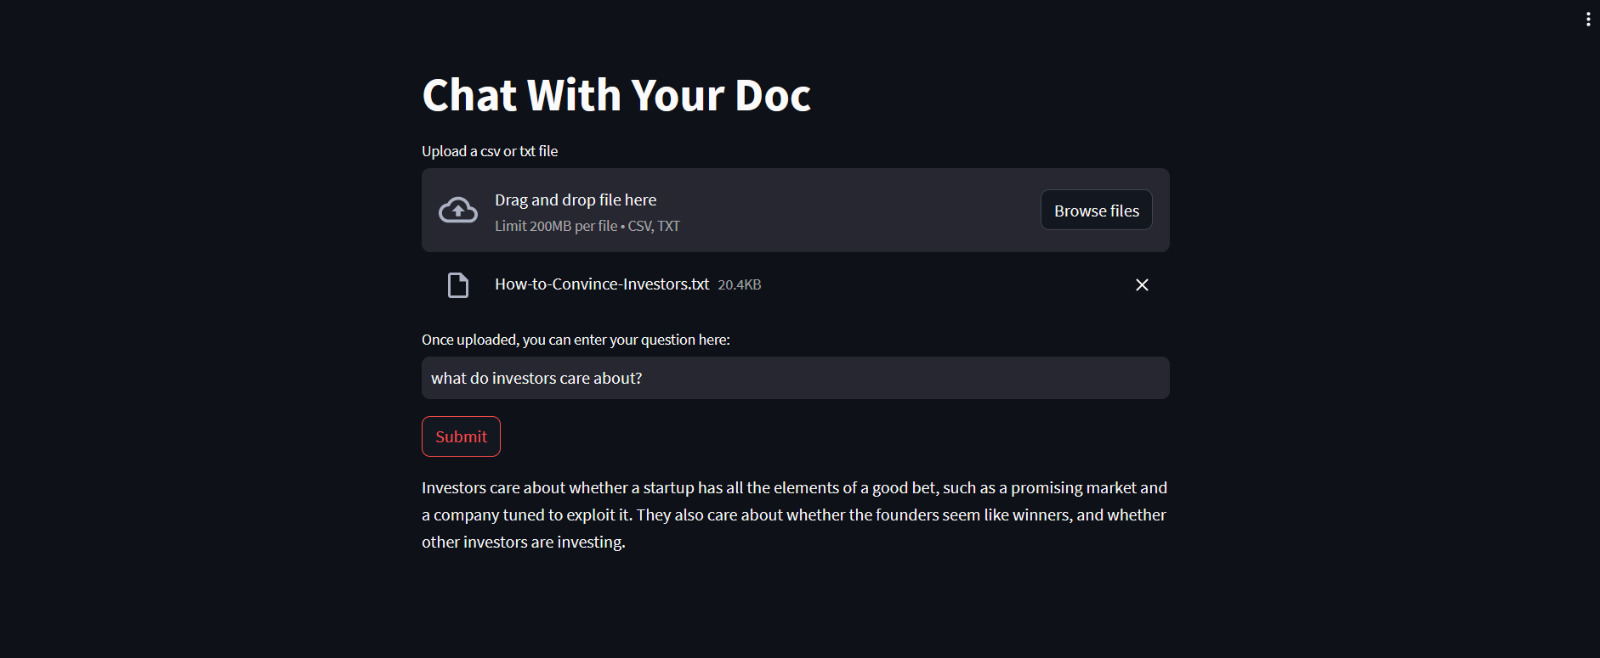 Chat With Your Doc
Upload a csv or txt file
Drag and drop file here
Limit 200MB per file • CSV, TXT
Browse files
How-to-Convince-Investors.txt 20.4KB
Once uploaded, you can enter your question here:
what do investors care about?
Submit
Investors care about whether a startup has all the elements of a good bet, such as a promising market and
a company tuned to exploit it. They also care about whether the founders seem like winners, and whether
other investors are investing.